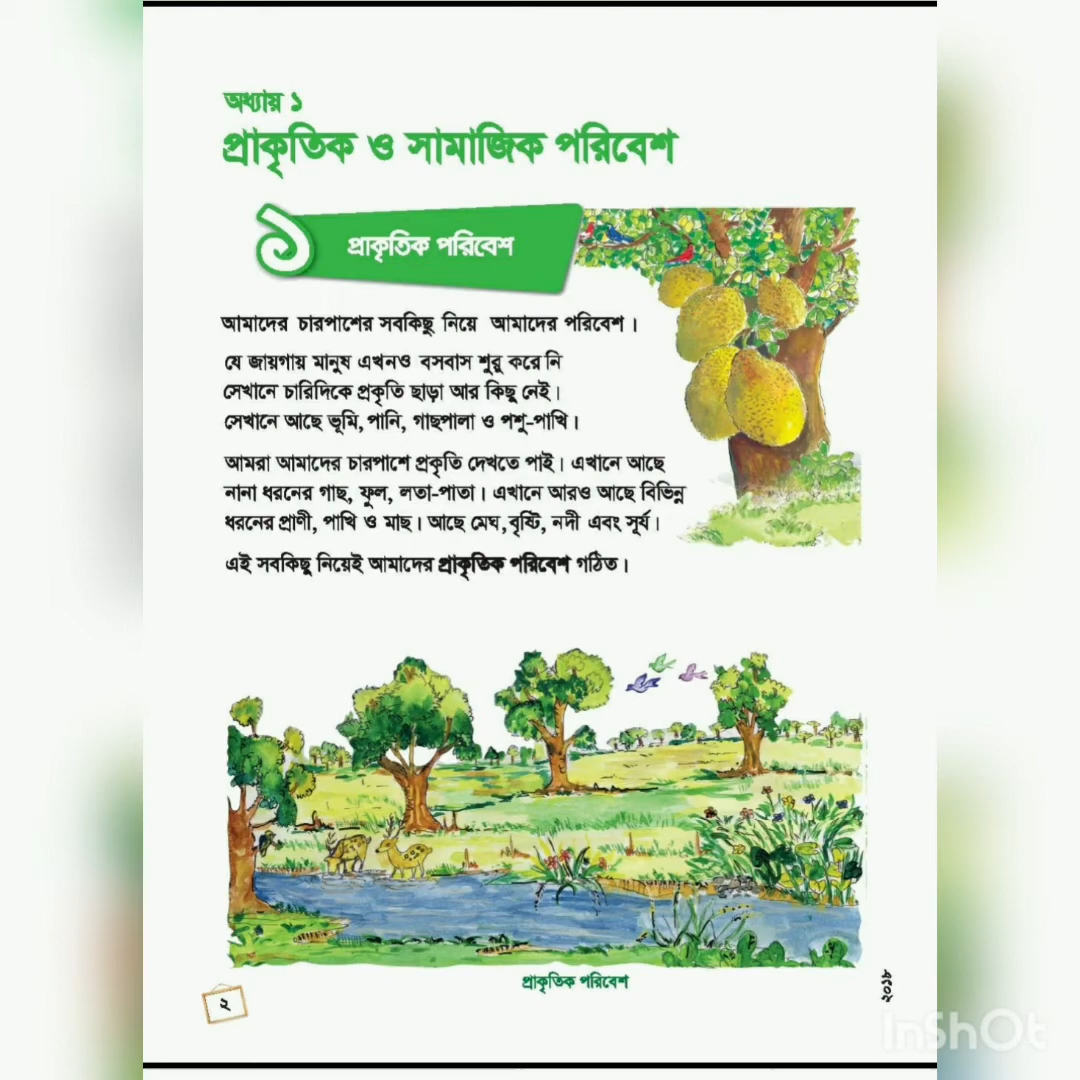 অধ্যায় ১
প্রাকৃতিক ও সামাজিক পরিবেশ
১ প্রাকৃতিক পরিবেশ
আমাদের চারপাশের সবকিছু নিয়ে আমাদের পরিবেশ।
যে জায়গায় মানুষ এখনও বসবাস শুরু করে নি
সেখানে চারিদিকে প্রকৃতি ছাড়া আর কিছু নেই।
সেখানে আছে ভূমি, পানি, গাছপালা ও পশু-পাখি।
আমরা আমাদের চারপাশে প্রকৃতি দেখতে পাই। এখানে আছে
নানা ধরনের গাছ, ফুল, লতা-পাতা। এখানে আরও আছে বিভিন্ন
ধরনের প্রাণী, পাখি ও মাছ। আছে মেঘ, বৃষ্টি, নদী এবং সূর্য।
এই সবকিছু নিয়েই আমাদের প্রাকৃতিক পরিবেশ গঠিত।
প্রাকৃতিক পরিবেশ
২
২০১৮
InShOt